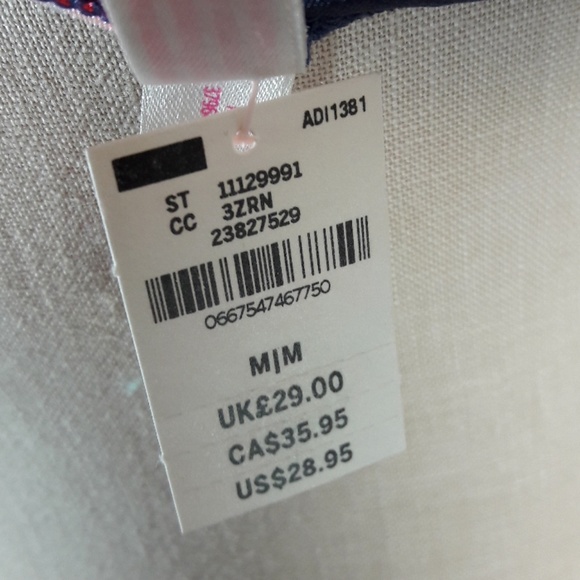 ADI1381
ST 11129991
CC 3ZRN
23827529
0667547467750
M|M
UK£29.00
CA$35.95
US$28.95